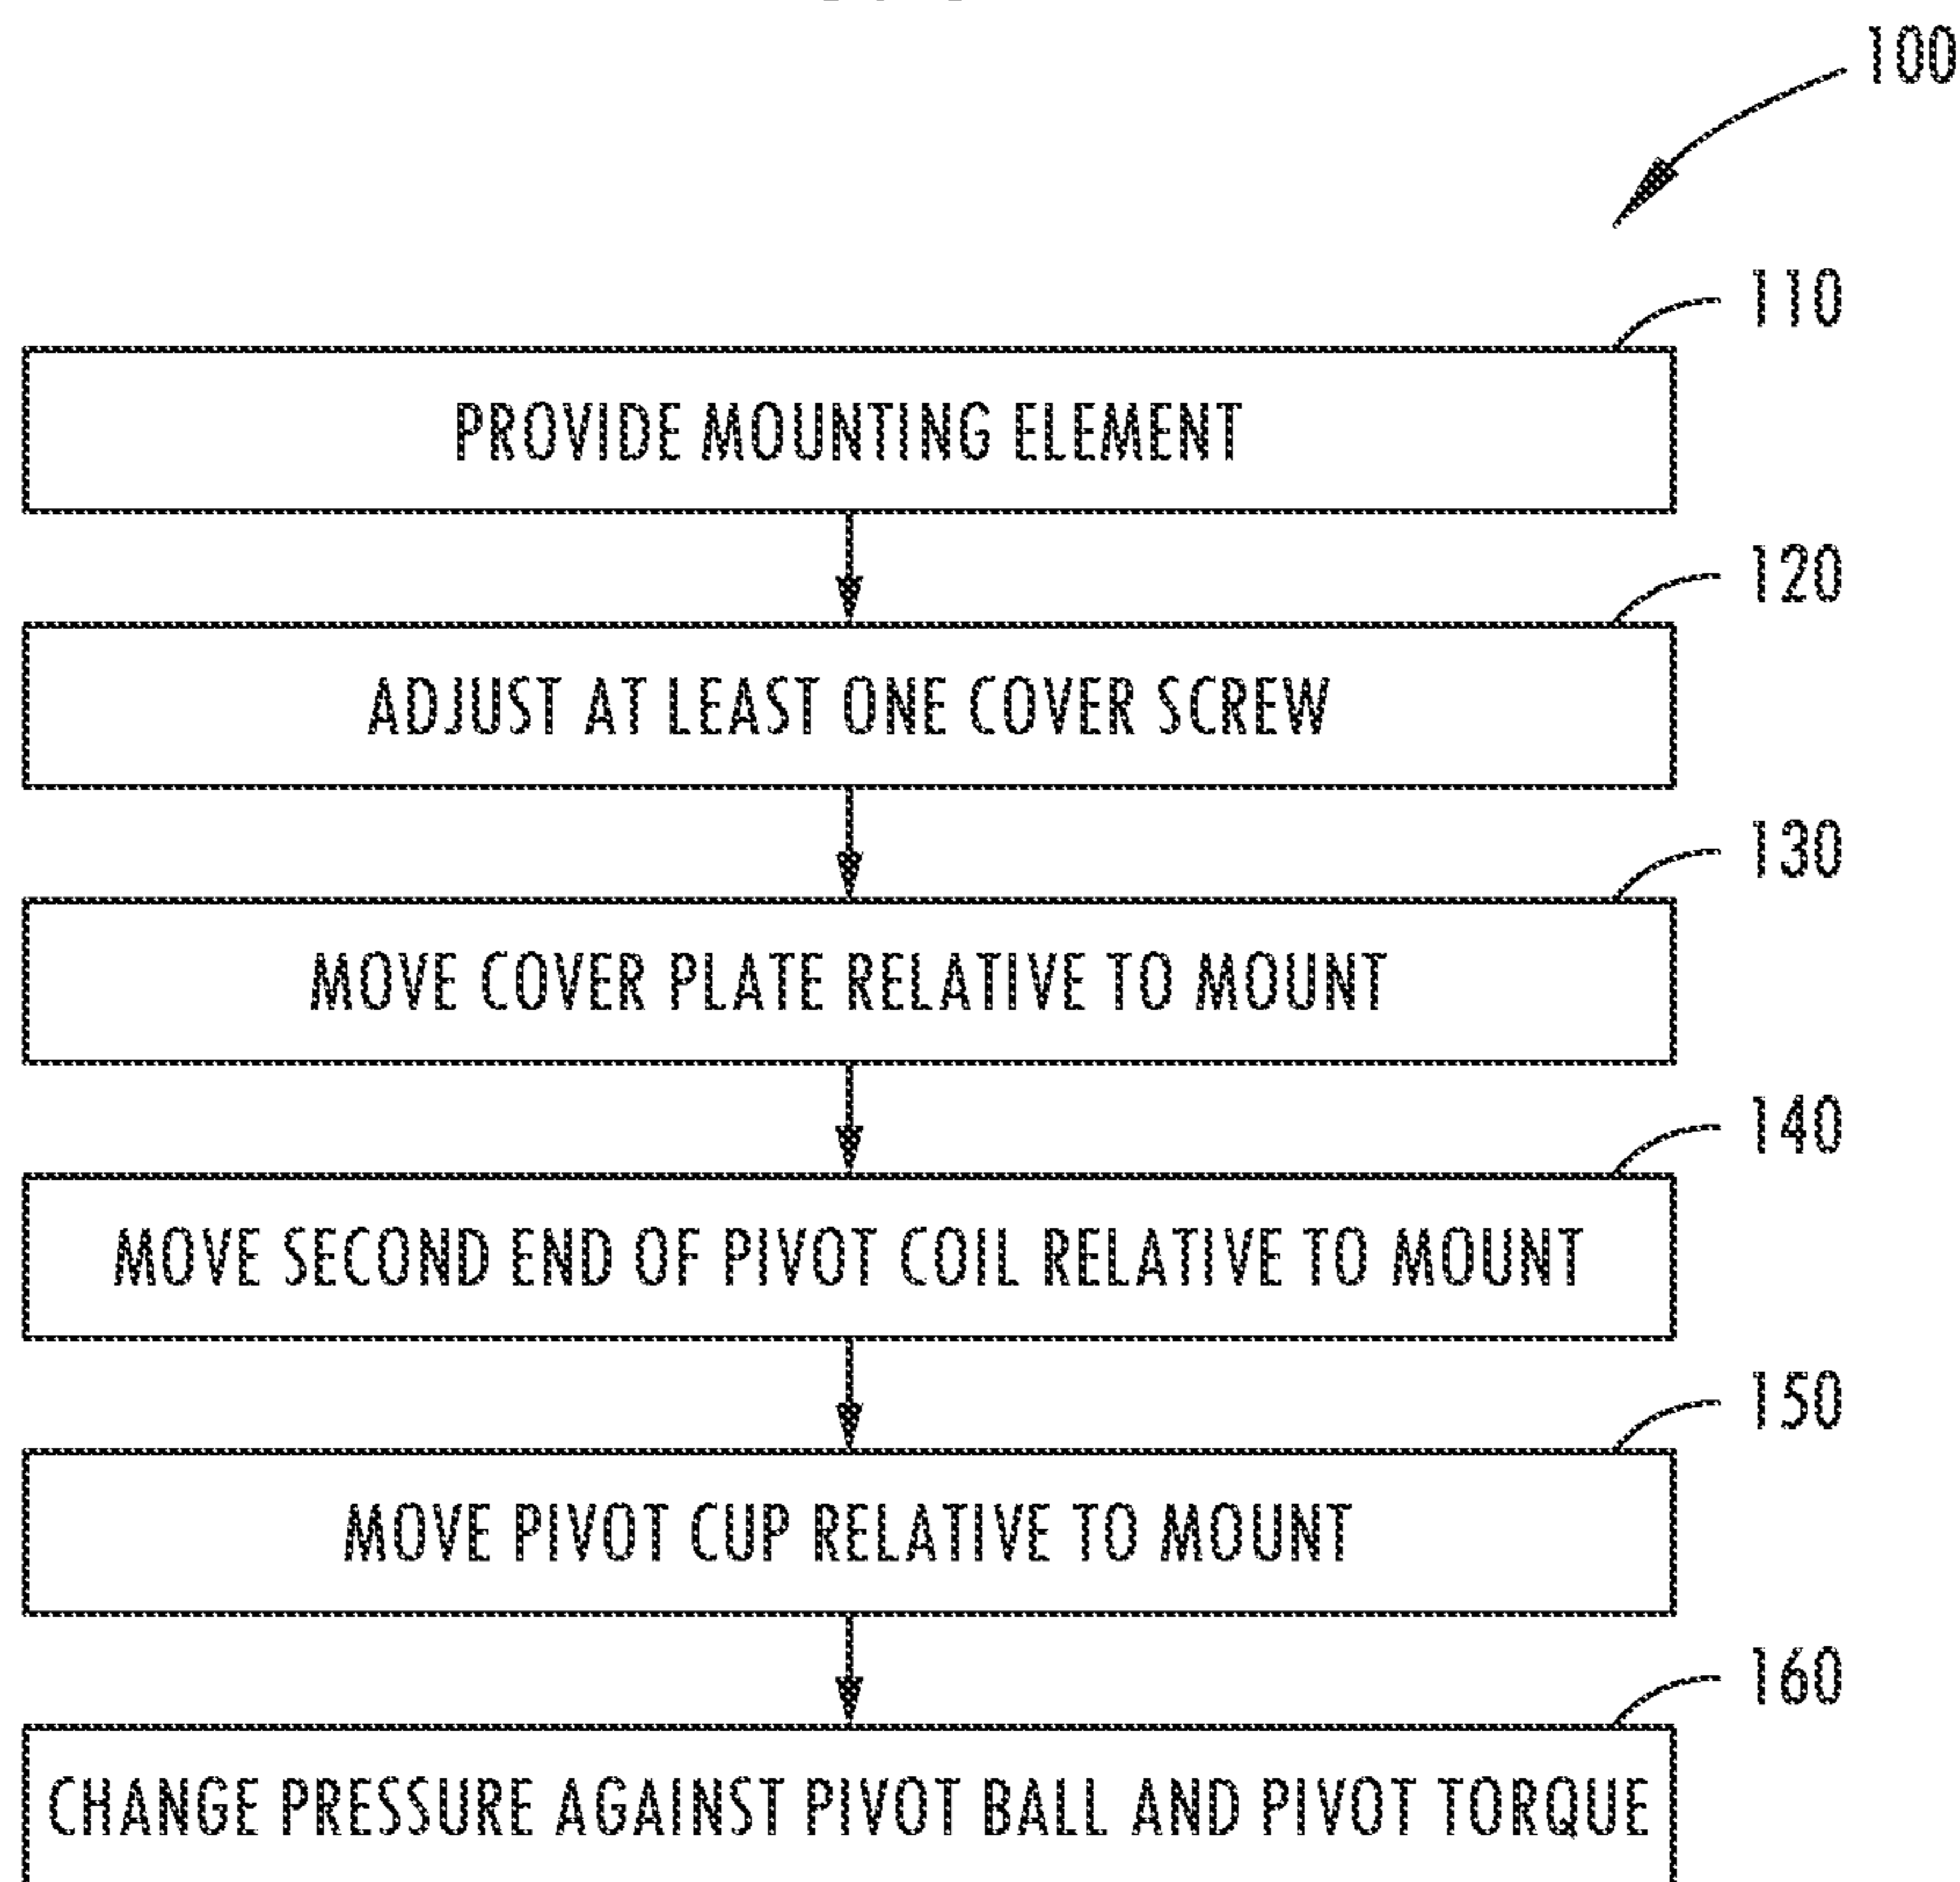 100
110
PROVIDE MOUNTING ELEMENT
120
ADJUST AT LEAST ONE COVER SCREW
130
MOVE COVER PLATE RELATIVE TO MOUNT
140
MOVE SECOND END OF PIVOT COIL RELATIVE TO MOUNT
150
MOVE PIVOT CUP RELATIVE TO MOUNT
160
CHANGE PRESSURE AGAINST PIVOT BALL AND PIVOT TORQUE